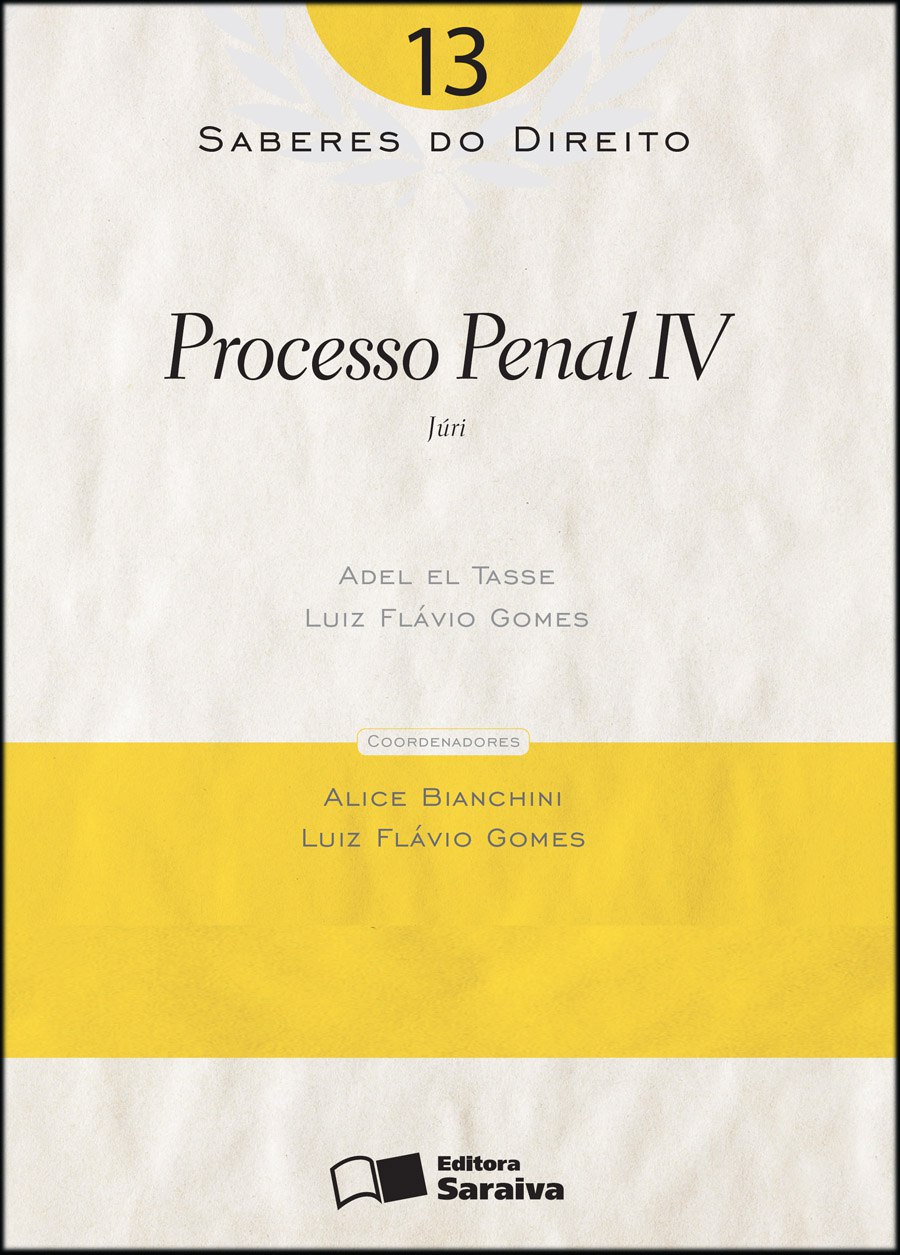 13
SABERES DO DIREITO
Processo Penal IV
Júri
ADEL EL TASSE
LUIZ FLÁVIO GOMES
COORDENADORES
ALICE BIANCHINI
LUIZ FLÁVIO GOMES
Editora
Saraiva